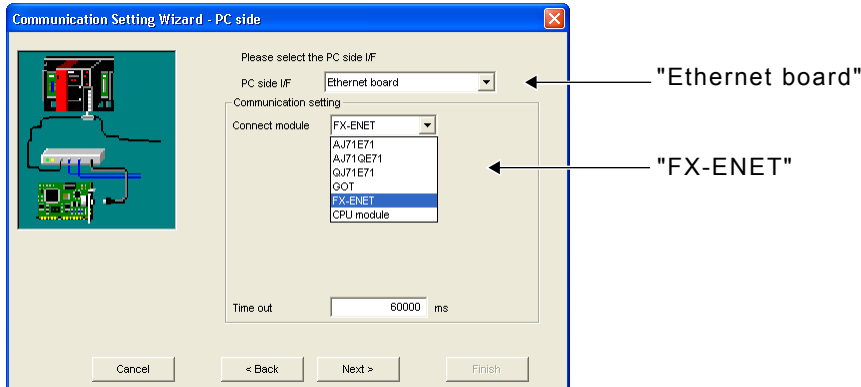 Communication Setting Wizard - PC side
Please select the PC side I/F
PC side I/F Ethernet board
"Ethernet board"
Communication setting
Connect module FX-ENET
AJ71E71
AJ71QE71
QJ71E71
GOT
FX-ENET
CPU module
"FX-ENET"
Time out 60000 ms
Cancel < Back Next > Finish